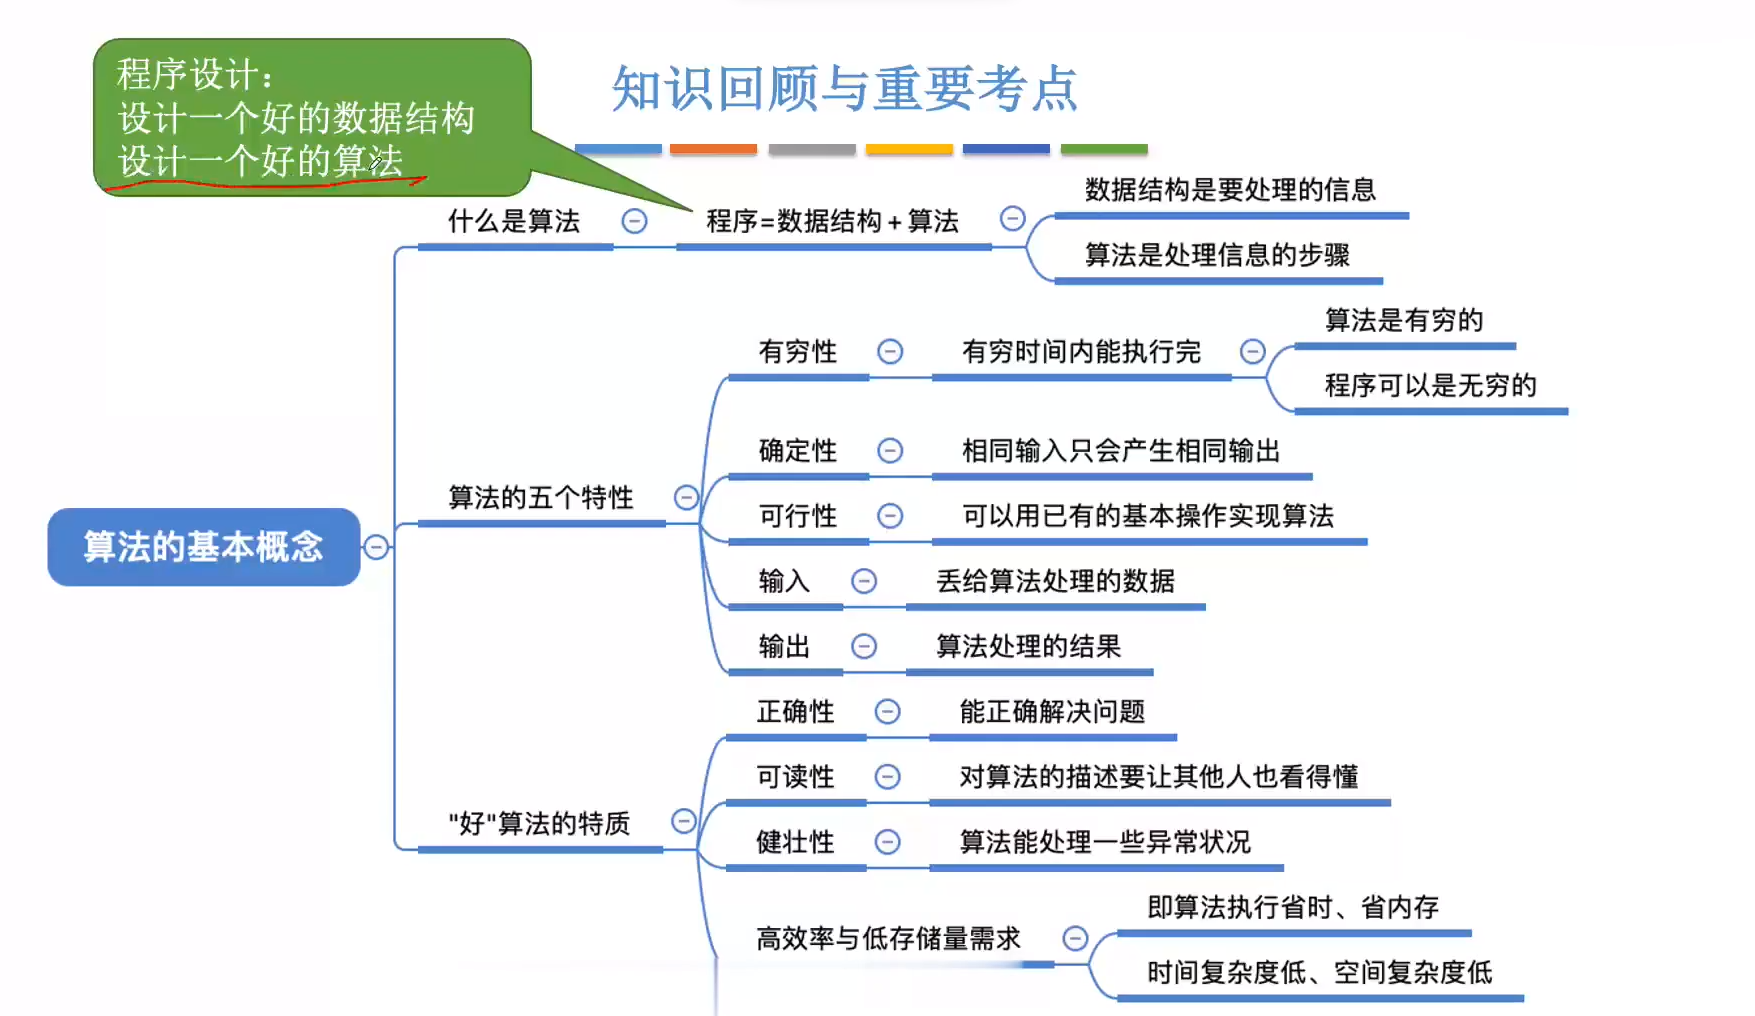 程序设计：
设计一个好的数据结构
设计一个好的算法
知识回顾与重要考点
算法的基本概念
什么是算法
程序=数据结构+算法
数据结构是要处理的信息
算法是处理信息的步骤
算法的五个特性
有穷性
有穷时间内能执行完
算法是有穷的
程序可以是无穷的
确定性
相同输入只会产生相同输出
可行性
可以用已有的基本操作实现算法
输入
丢给算法处理的数据
输出
算法处理的结果
"好"算法的特质
正确性
能正确解决问题
可读性
对算法的描述要让其他人也看得懂
健壮性
算法能处理一些异常状况
高效率与低存储量需求
即算法执行省时、省内存
时间复杂度低、空间复杂度低